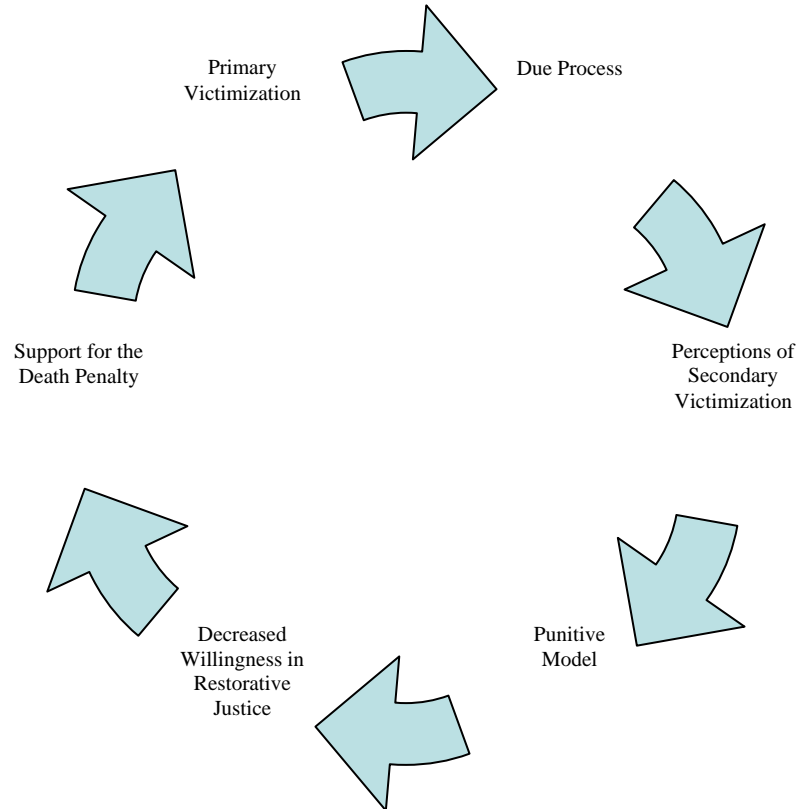 Primary
Victimization
Due Process
Perceptions of
Secondary
Victimization
Punitive
Model
Decreased
Willingness in
Restorative
Justice
Support for the
Death Penalty